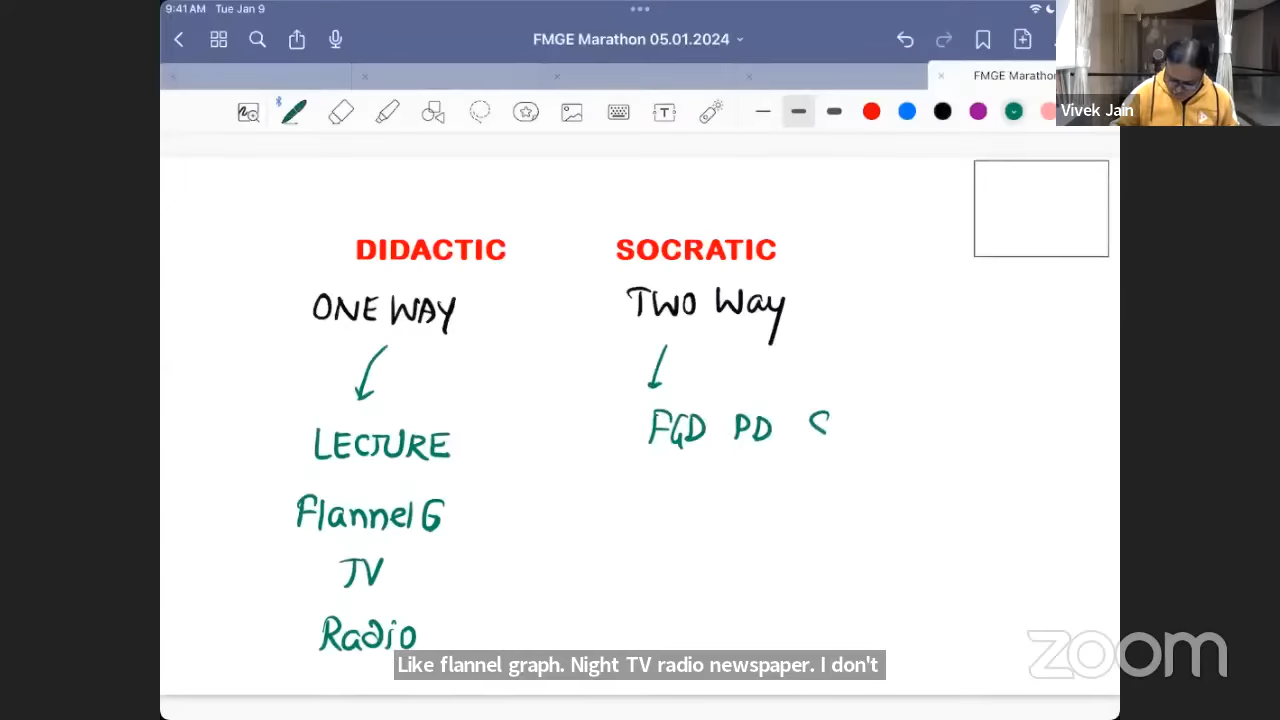 9:41 AM Tue Jan 9
FMGE Marathon 05.01.2024
FMGE Maratho
T
Vivek Jain
DIDACTIC SOCRATIC
ONE WAY TWO Way
LECTURE FGD PD S
Flannel G
TV
Radio
Like flannel graph. Night TV radio newspaper. I don't
zoom